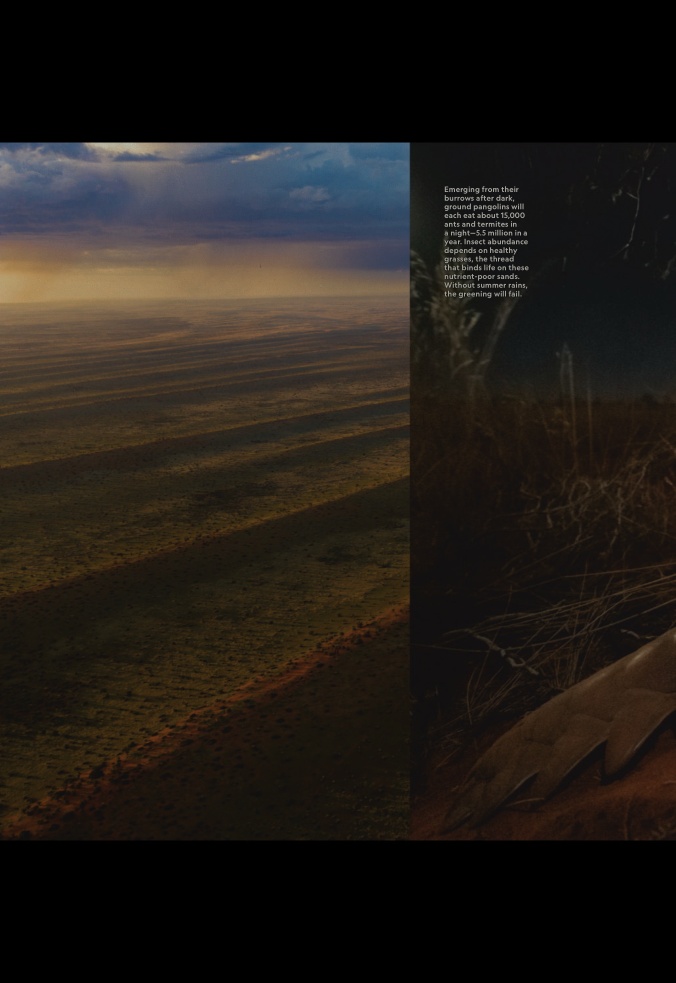 Emerging from their
burrows after dark,
ground pangolins will
each eat about 15,000
ants and termites in
a night—5.5 million in a
year. Insect abundance
depends on healthy
grasses, the thread
that binds life on these
nutrient-poor sands.
Without summer rains,
the greening will fail.